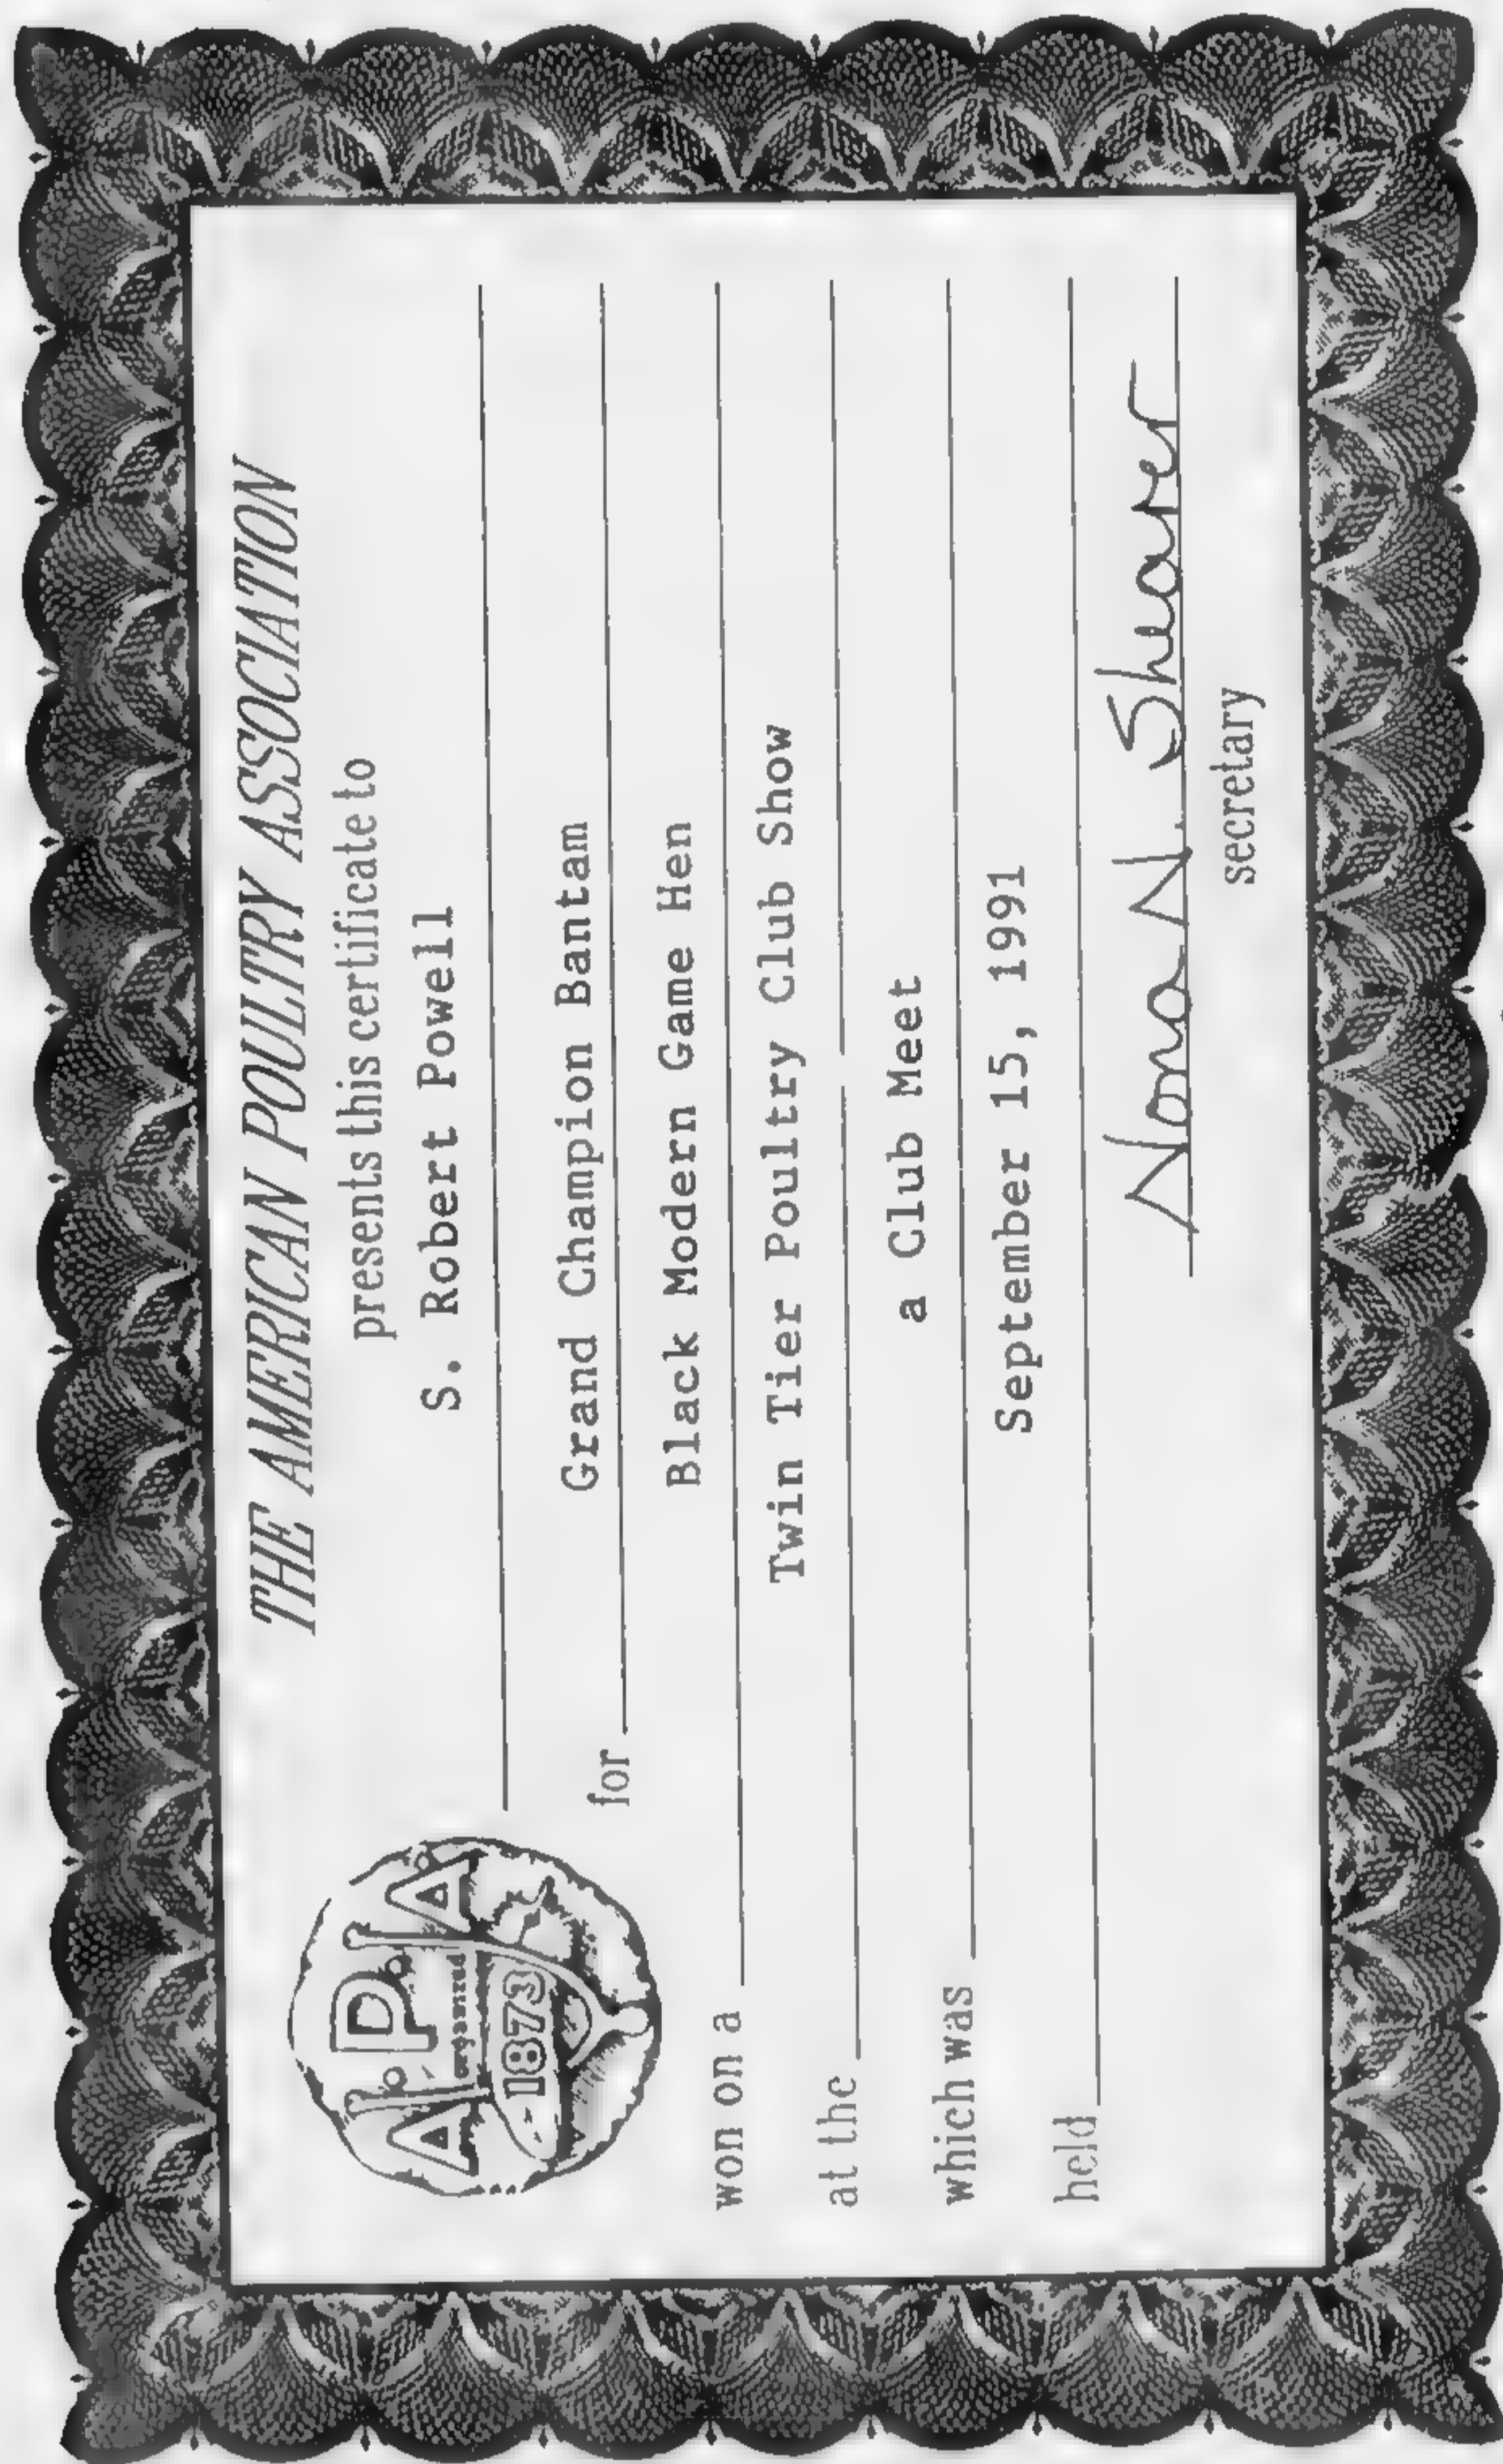 THE AMERICAN POULTRY ASSOCIATION
presents this certificate to
A.P.A.
organized
1873
S. Robert Powell
for Grand Champion Bantam
won on a Black Modern Game Hen
at the Twin Tier Poultry Club Show
which was a Club Meet
held September 15, 1991
Nona N. Shearer
secretary